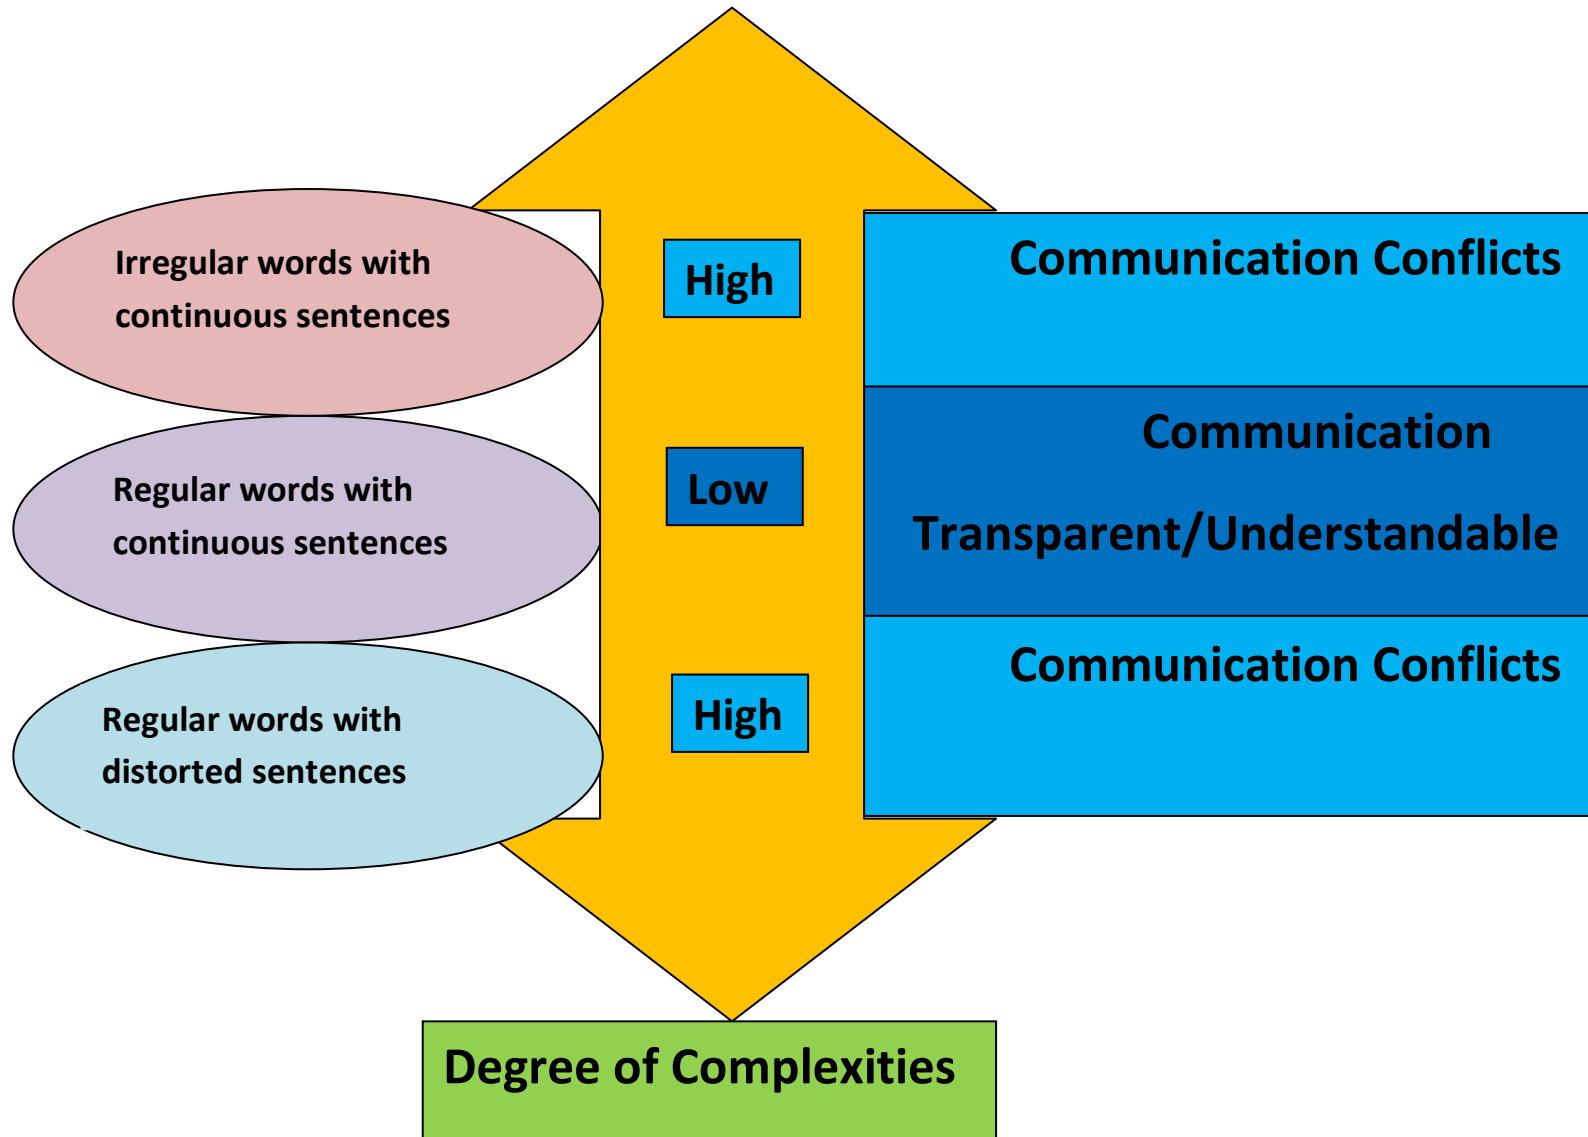 Irregular words with
continuous sentences
High
Communication Conflicts
Regular words with
continuous sentences
Low
Communication
Transparent/Understandable
Regular words with
distorted sentences
High
Communication Conflicts
Degree of Complexities